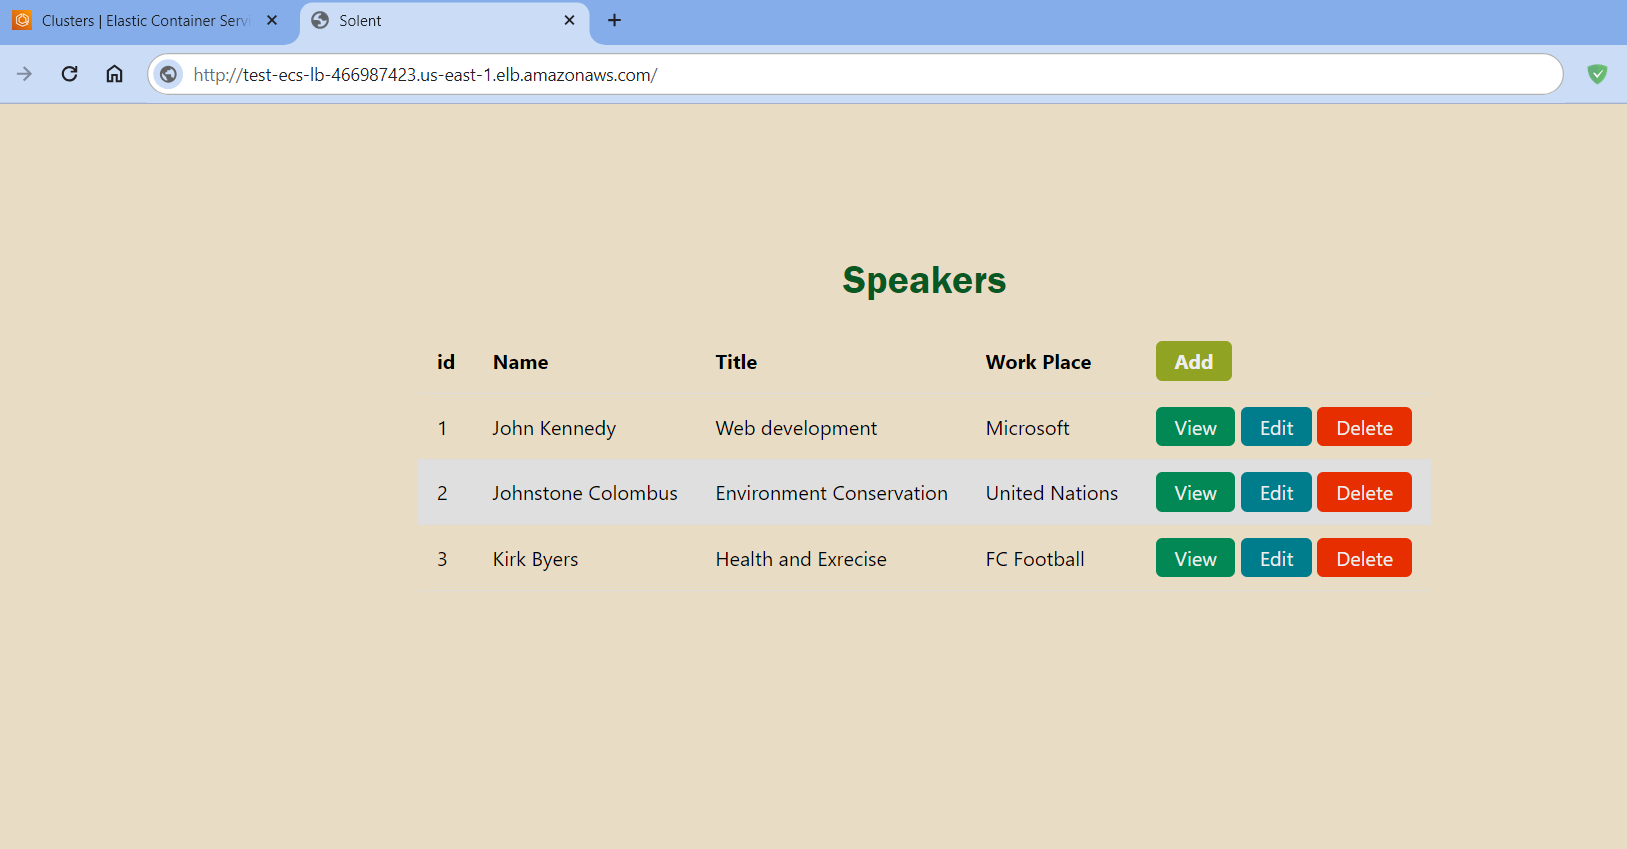 Clusters | Elastic Container Servi
Solent
http://test-ecs-lb-466987423.us-east-1.elb.amazonaws.com/
Speakers
id Name Title Work Place Add
1 John Kennedy Web development Microsoft View Edit Delete
2 Johnstone Colombus Environment Conservation United Nations View Edit Delete
3 Kirk Byers Health and Exrecise FC Football View Edit Delete